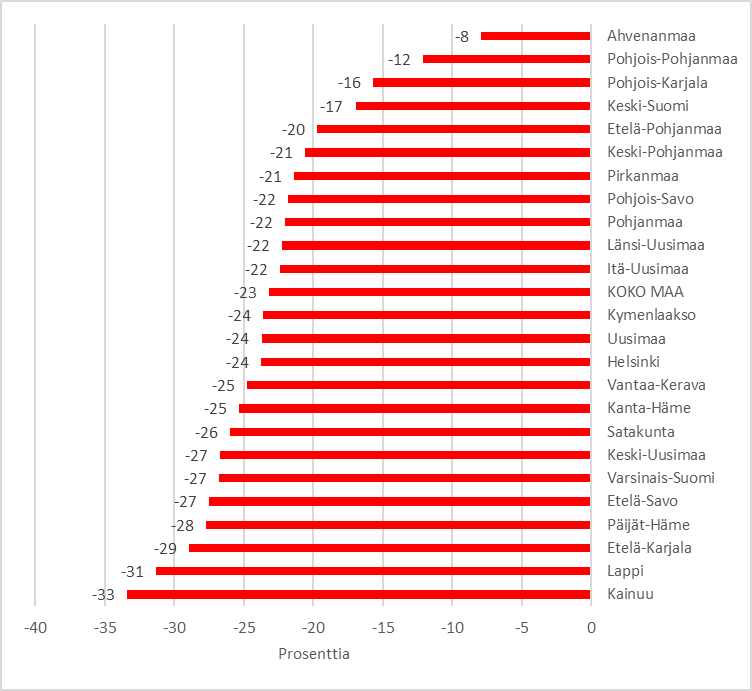 -8 Ahvenanmaa
-12 Pohjois-Pohjanmaa
-16 Pohjois-Karjala
-17 Keski-Suomi
-20 Etelä-Pohjanmaa
-21 Keski-Pohjanmaa
-21 Pirkanmaa
-22 Pohjois-Savo
-22 Pohjanmaa
-22 Länsi-Uusimaa
-22 Itä-Uusimaa
-23 KOKO MAA
-24 Kymenlaakso
-24 Uusimaa
-24 Helsinki
-25 Vantaa-Kerava
-25 Kanta-Häme
-26 Satakunta
-27 Keski-Uusimaa
-27 Varsinais-Suomi
-27 Etelä-Savo
-28 Päijät-Häme
-29 Etelä-Karjala
-31 Lappi
-33 Kainuu
-40 -35 -30 -25 -20 -15 -10 -5 0
Prosenttia